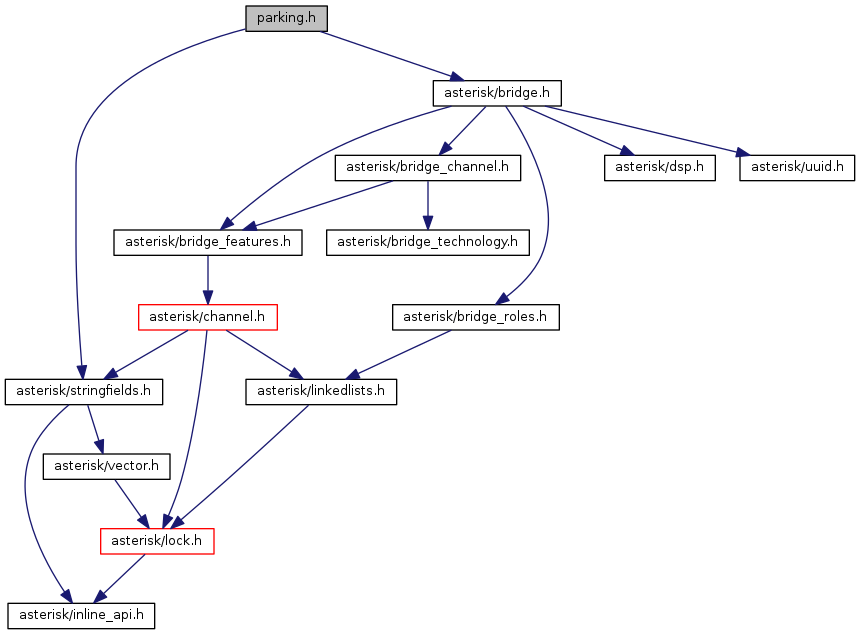 parking.h
asterisk/bridge.h
asterisk/bridge_channel.h
asterisk/dsp.h
asterisk/uuid.h
asterisk/bridge_features.h
asterisk/bridge_technology.h
asterisk/channel.h
asterisk/bridge_roles.h
asterisk/stringfields.h
asterisk/linkedlists.h
asterisk/vector.h
asterisk/lock.h
asterisk/inline_api.h